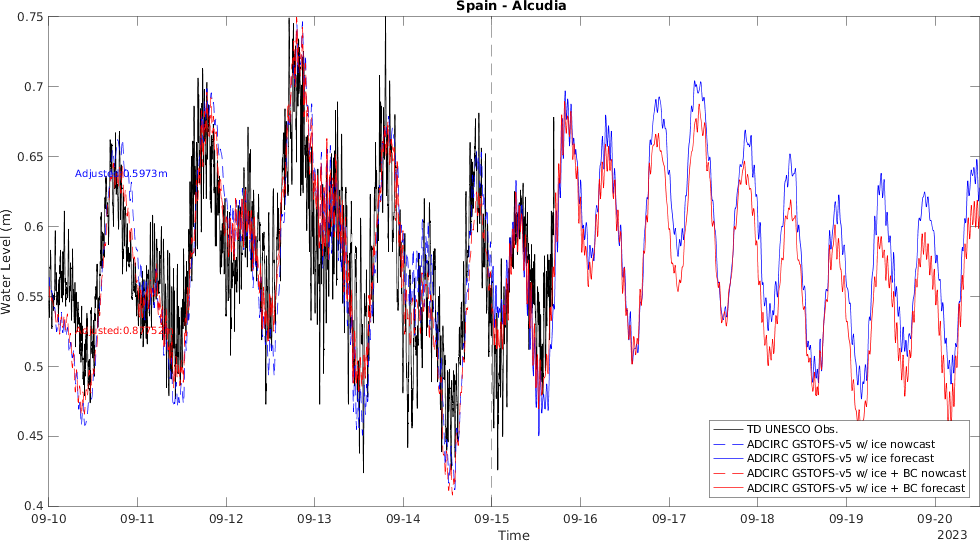 Spain - Alcudia
Water Level (m)
0.75
0.7
0.65
0.6
0.55
0.5
0.45
0.4
Adjusted:0.5973m
TD UNESCO Obs.
ADCIRC GSTOFS-v5 w/ ice nowcast
ADCIRC GSTOFS-v5 w/ ice forecast
ADCIRC GSTOFS-v5 w/ ice + BC nowcast
ADCIRC GSTOFS-v5 w/ ice + BC forecast
09-10 09-11 09-12 09-13 09-14 09-15 09-16 09-17 09-18 09-19 09-20
Time
2023